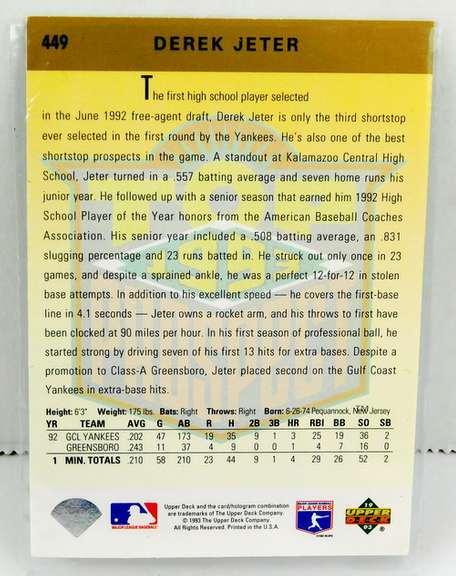 449 DEREK JETER
The first high school player selected
in the June 1992 free-agent draft, Derek Jeter is only the third shortstop
ever selected in the first round by the Yankees. He's also one of the best
shortstop prospects in the game. A standout at Kalamazoo Central High
School, Jeter turned in a .557 batting average and seven home runs his
junior year. He followed up with a senior season that earned him 1992 High
School Player of the Year honors from the American Baseball Coaches
Association. His senior year included a .508 batting average, an .831
slugging percentage and 23 runs batted in. He struck out only once in 23
games, and despite a sprained ankle, he was a perfect 12-for-12 in stolen
base attempts. In addition to his excellent speed — he covers the first-base
line in 4.1 seconds — Jeter owns a rocket arm, and his throws to first have
been clocked at 90 miles per hour. In his first season of professional ball, he
started strong by driving seven of his first 13 hits for extra bases. Despite a
promotion to Class-A Greensboro, Jeter placed second on the Gulf Coast
Yankees in extra-base hits.
Height: 6'3" Weight: 175 lbs. Bats: Right Throws: Right Born: 6-26-74 Pequannock, New Jersey
YR TEAM AVG G AB R H 2B 3B HR RBI BB SO SB
92 GCL YANKEES .202 47 173 19 35 9 1 3 25 19 36 2
GREENSBORO .243 11 37 4 9 0 0 1 4 7 16 0
1 MIN. TOTALS .210 58 210 23 44 9 1 4 29 26 52 2
MAJOR LEAGUE BASEBALL
Upper Deck and the card/hologram combination
are trademarks of The Upper Deck Company.
© 1993 The Upper Deck Company.
All Rights Reserved. Printed in the U.S.A.
MAJOR LEAGUE BASEBALL
PLAYERS
19
UPPER
DECK
93